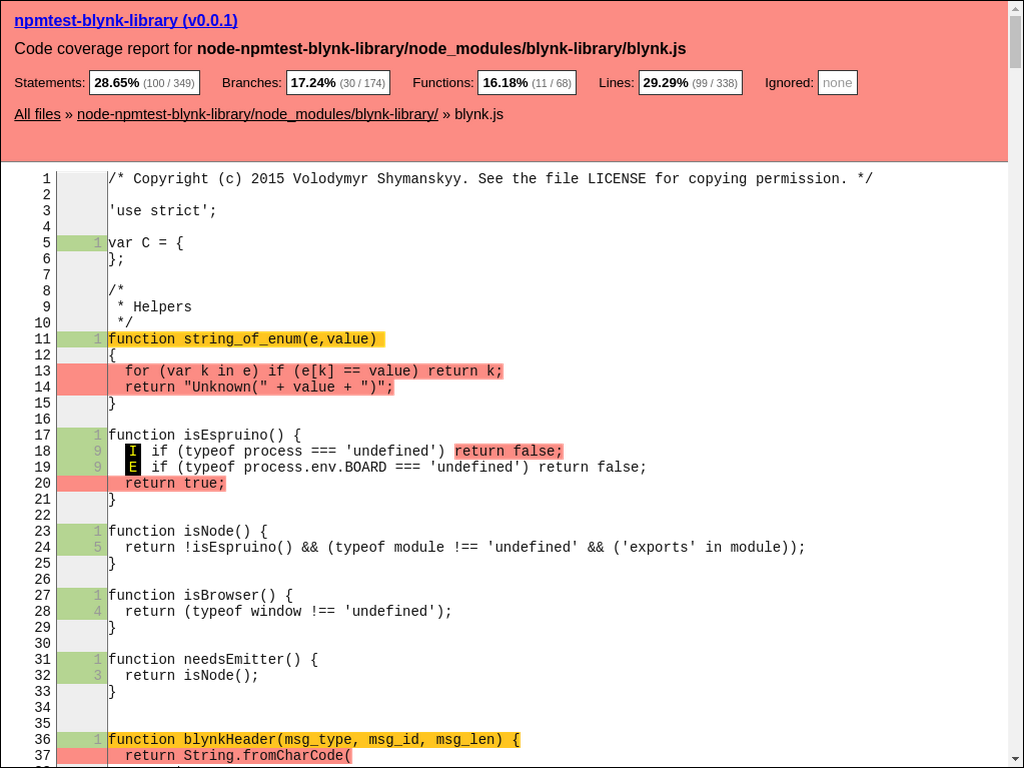 npmtest-blynk-library (v0.0.1)
Code coverage report for node-npmtest-blynk-library/node_modules/blynk-library/blynk.js
Statements: 28.65% (100 / 349) Branches: 17.24% (30 / 174) Functions: 16.18% (11 / 68) Lines: 29.29% (99 / 338) Ignored: none
All files » node-npmtest-blynk-library/node_modules/blynk-library/ » blynk.js
1 /* Copyright (c) 2015 Volodymyr Shymanskyy. See the file LICENSE for copying permission. */
2
3 'use strict';
4
5 1 var C = {
6 };
7
8 /*
9  * Helpers
10  */
11 1 function string_of_enum(e,value)
12 {
13   for (var k in e) if (e[k] == value) return k;
14   return "Unknown(" + value + ")";
15 }
16
17 1 function isEspruino() {
18 9   I if (typeof process === 'undefined') return false;
19 9   E if (typeof process.env.BOARD === 'undefined') return false;
20   return true;
21 }
22
23 1 function isNode() {
24 5   return !isEspruino() && (typeof module !== 'undefined' && ('exports' in module));
25 }
26
27 1 function isBrowser() {
28 4   return (typeof window !== 'undefined');
29 }
30
31 1 function needsEmitter() {
32 3   return isNode();
33 }
34
35
36 1 function blynkHeader(msg_type, msg_id, msg_len) {
37   return String.fromCharCode(